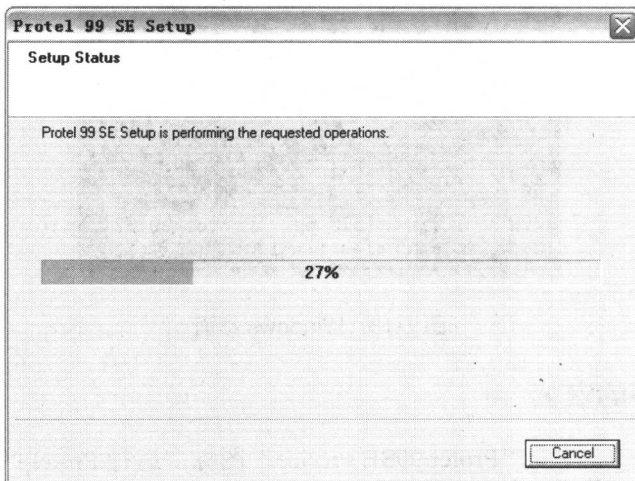 Protel 99 SE Setup
Setup Status
Protel 99 SE Setup is performing the requested operations.
27%
Cancel